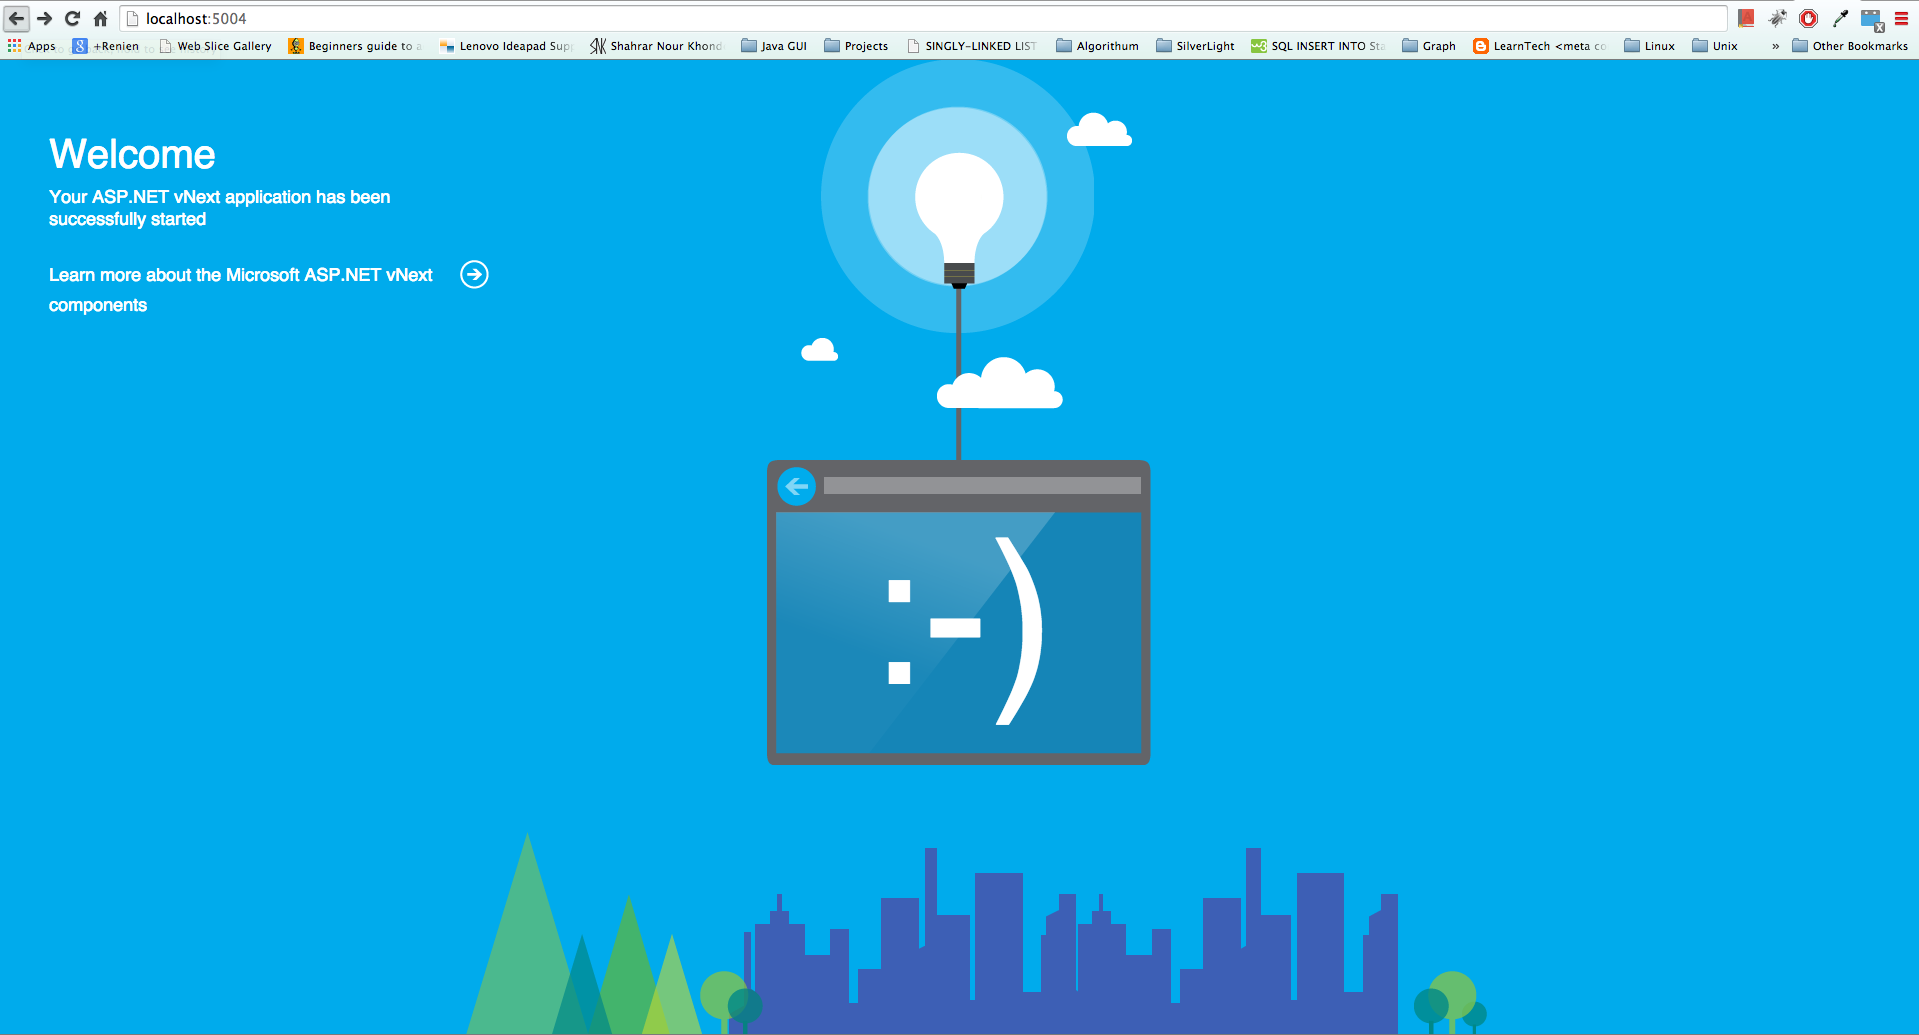 localhost:5004
Apps
+Renien
Web Slice Gallery
Beginners guide to a
Lenovo Ideapad Sup
Shahrar Nour Khond
Java GUI
Projects
SINGLY-LINKED LIST
Algorithum
SilverLight
w3
SQL INSERT INTO Sta
Graph
LearnTech <meta co
Linux
Unix
»
Other Bookmarks
Welcome
Your ASP.NET vNext application has been
successfully started
Learn more about the Microsoft ASP.NET vNext
components
:-)